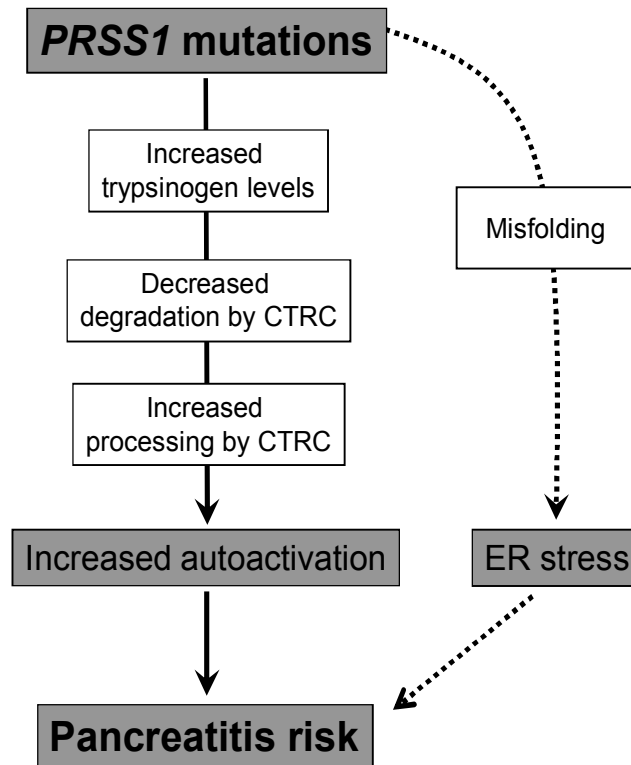 PRSS1 mutations
Increased
trypsinogen levels
Misfolding
Decreased
degradation by CTRC
Increased
processing by CTRC
Increased autoactivation
ER stress
Pancreatitis risk